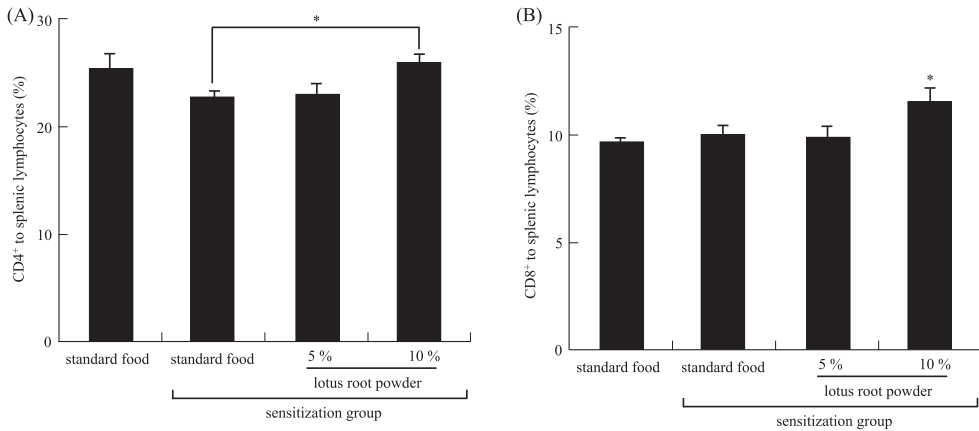 (A)
30
20
10
0
CD4⁺ to splenic lymphocytes (%)
*
standard food
standard food
5 %
10 %
lotus root powder
sensitization group
(B)
15
10
5
0
CD8⁺ to splenic lymphocytes (%)
*
standard food
standard food
5 %
10 %
lotus root powder
sensitization group